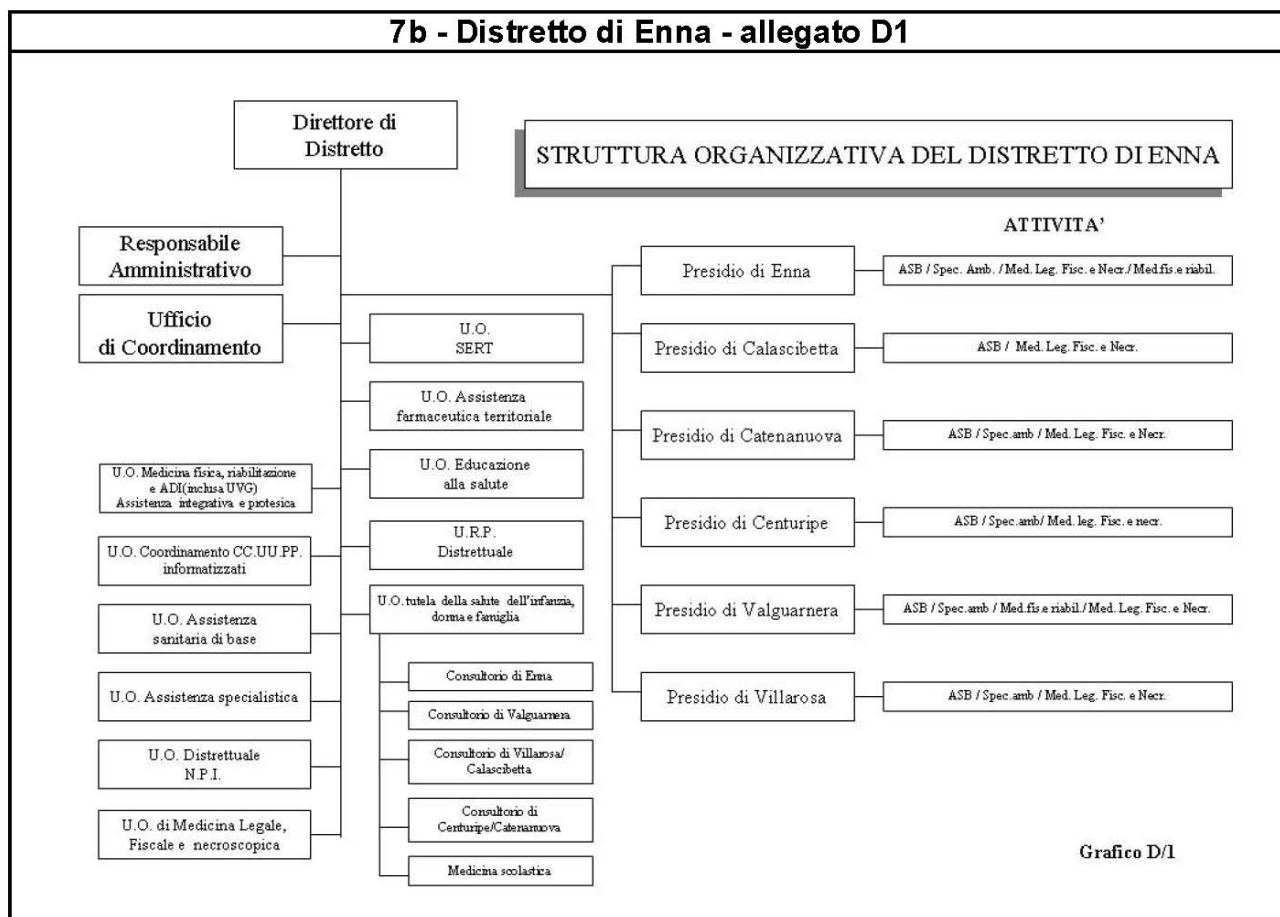 7b - Distretto di Enna - allegato D1
Direttore di
Distretto
STRUTTURA ORGANIZZATIVA DEL DISTRETTO DI ENNA
Responsabile
Amministrativo
Ufficio
di Coordinamento
U.O.
SERT
U.O. Assistenza
farmaceutica territoriale
U.O. Educazione
alla salute
U.R.P.
Distrettuale
U.O. tutela della salute dell'infanzia,
donna e famiglia
Consultorio di Enna
Consultorio di Valguarnera
Consultorio di Villarosa/
Calascibetta
Consultorio di
Centuripe/Catenanuova
Medicina scolastica
U.O. Medicina fisica, riabilitazione
e ADI(inclusa UVG)
Assistenza integrativa e protesica
U.O. Coordinamento CC.UU.PP.
informatizzati
U.O. Assistenza
sanitaria di base
U.O. Assistenza specialistica
U.O. Distrettuale
N.P.I.
U.O. di Medicina Legale,
Fiscale e necroscopica
ATTIVITA'
Presidio di Enna
ASB / Spec. Amb. / Med. Leg. Fisc. e Necr./ Med.fis.e riabil.
Presidio di Calascibetta
ASB / Med. Leg. Fisc. e Necr.
Presidio di Catenanuova
ASB / Spec.amb / Med. Leg. Fisc. e Necr.
Presidio di Centuripe
ASB / Spec.amb/ Med. leg. Fisc. e necr.
Presidio di Valguarnera
ASB / Spec.amb / Med.fis.e riabil./ Med. Leg. Fisc. e Necr.
Presidio di Villarosa
ASB / Spec.amb / Med. Leg. Fisc. e Necr.
Grafico D/1